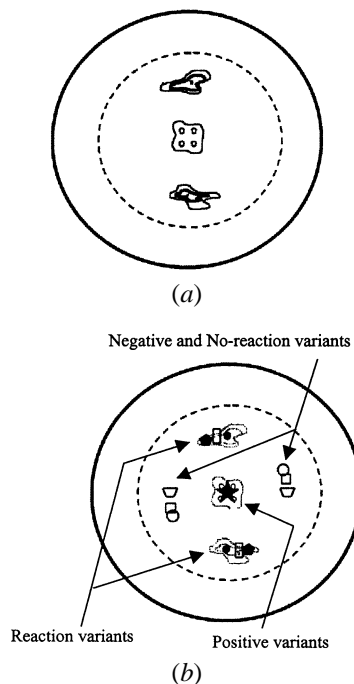 (a)
Negative and No-reaction variants
Reaction variants
Positive variants
(b)